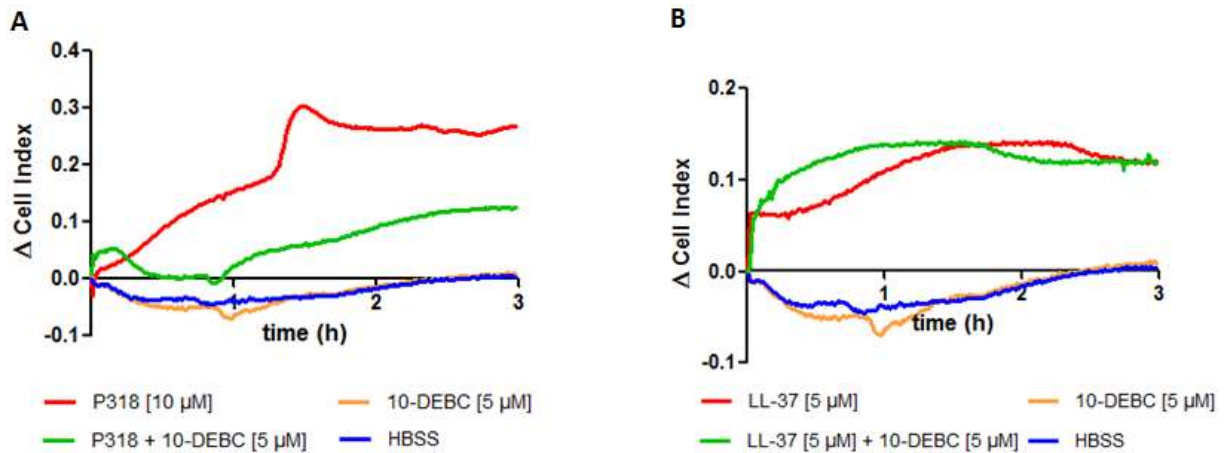 A
0.4
0.3
0.2
0.1
0.0
-0.1
Δ Cell Index
1
2
3
time (h)
P318 [10 µM]
10-DEBC [5 µM]
P318 + 10-DEBC [5 µM]
HBSS
B
0.2
0.1
0.0
-0.1
Δ Cell Index
1
2
3
time (h)
LL-37 [5 µM]
10-DEBC [5 µM]
LL-37 [5 µM] + 10-DEBC [5 µM]
HBSS